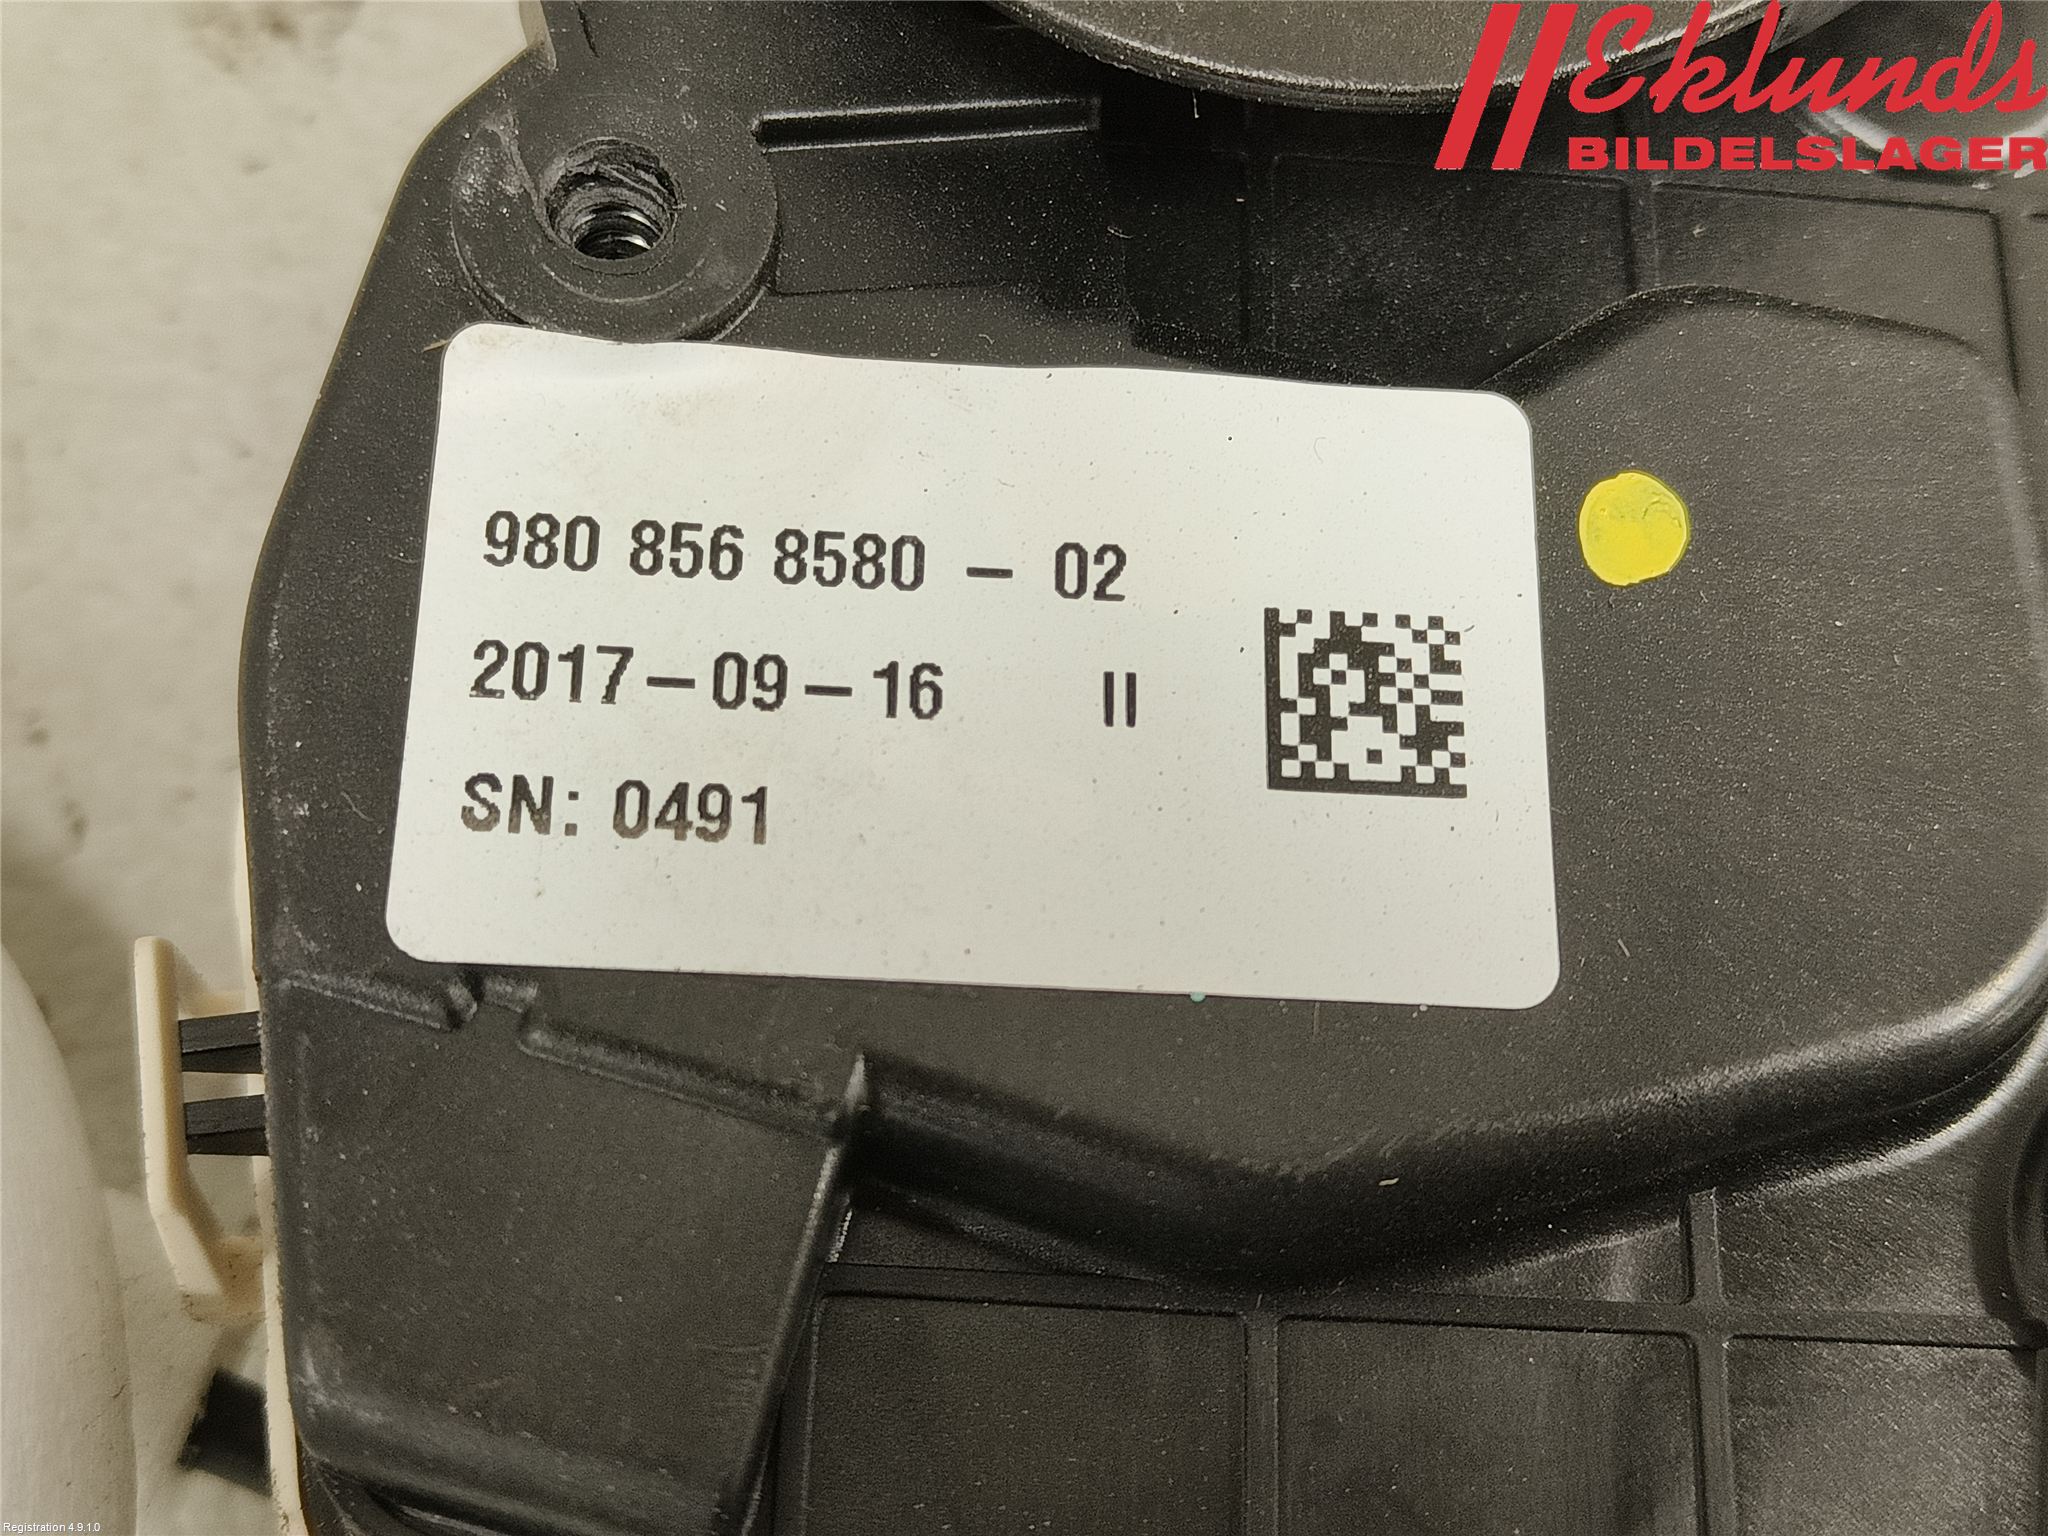 Eklunds
BILDELSLAGER
980 856 8580 - 02
2017-09-16 II
SN: 0491
Registration 4.9.1.0